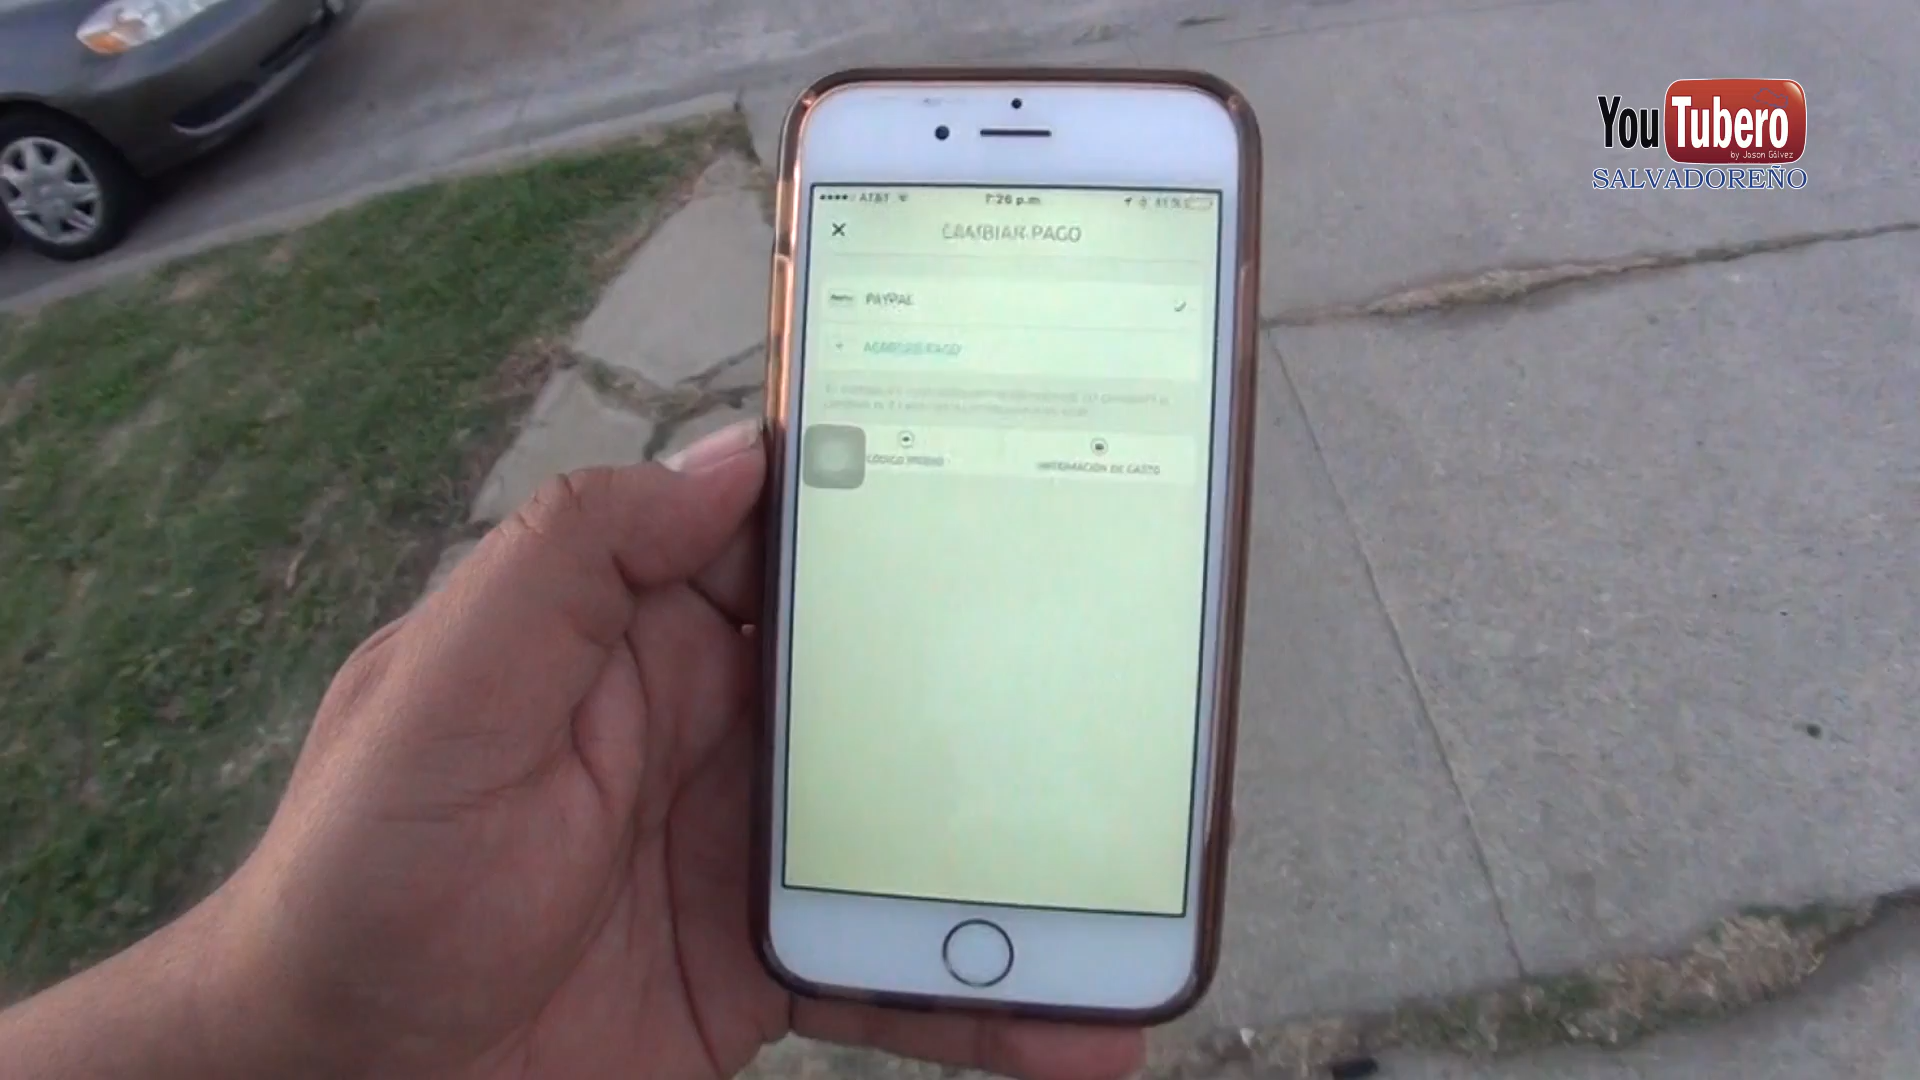 YouTubero
by Jason Gálvez
SALVADOREÑO
AT&T 7:26 p.m.
CAMBIAR PAGO
PAYPAL
AGREGAR PAGO
CÓDIGO PROMO
INFORMACIÓN DE GASTO